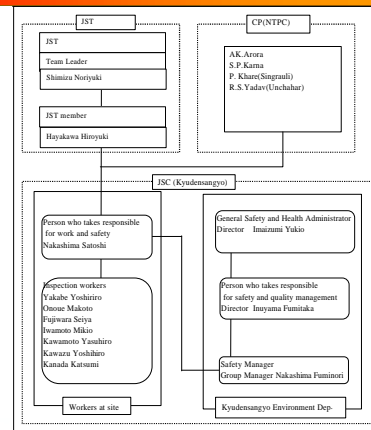 JST
JST
Team Leader
Shimizu Noriyuki
JST member
Hayakawa Hiroyuki
CP(NTPC)
AK.Arora
S.P.Karna
P. Khare(Singrauli)
R.S.Yadav(Unchahar)
JSC (Kyudensangyo)
Person who takes responsible
for work and safety
Nakashima Satoshi
Inspection workers
Yakabe Yoshiriro
Onoue Makoto
Fujiwara Seiya
Iwamoto Mikio
Kawamoto Yasuhiro
Kawazu Yoshihiro
Kanada Katsumi
Workers at site
General Safety and Health Administrator
Director Imaizumi Yukio
Person who takes responsible
for safety and quality management
Director Inuyama Fumitaka
Safety Manager
Group Manager Nakashima Fuminori
Kyudensangyo Environment Dep-